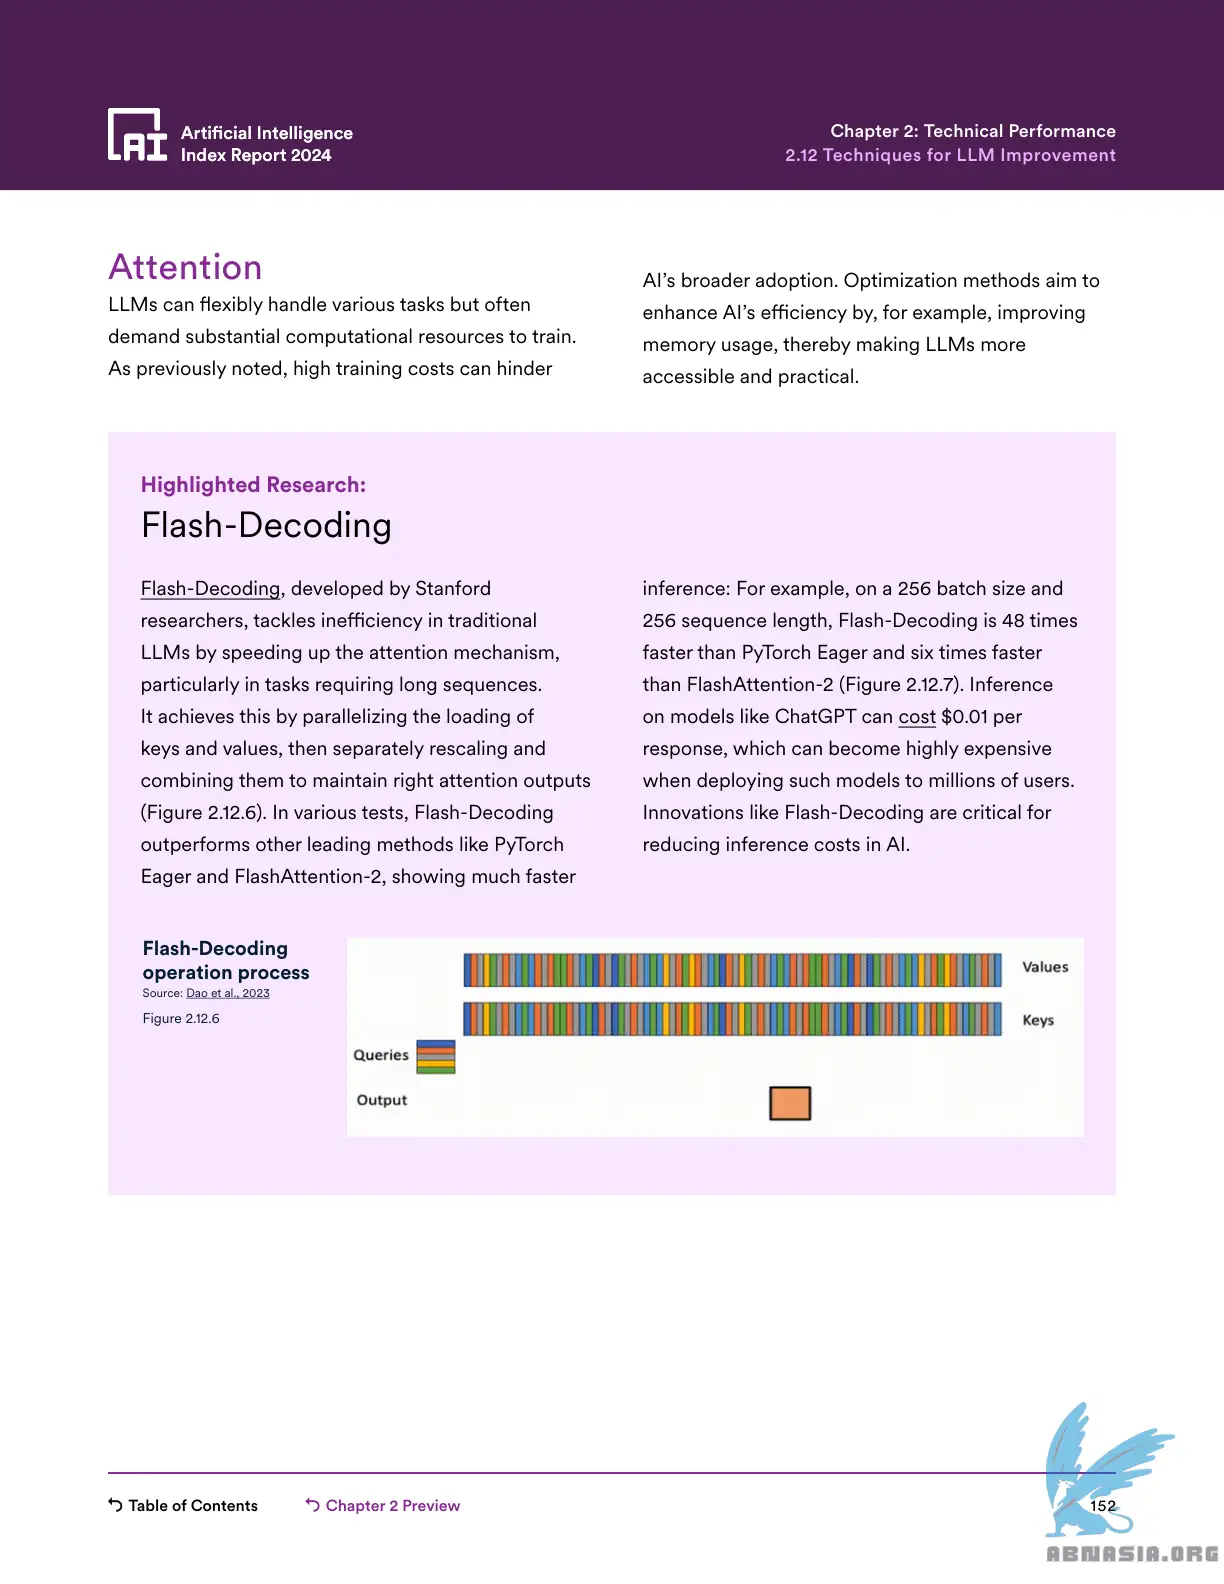 Artificial Intelligence
Index Report 2024
Chapter 2: Technical Performance
2.12 Techniques for LLM Improvement
Attention
LLMs can flexibly handle various tasks but often
demand substantial computational resources to train.
As previously noted, high training costs can hinder
AI’s broader adoption. Optimization methods aim to
enhance AI’s efficiency by, for example, improving
memory usage, thereby making LLMs more
accessible and practical.
Highlighted Research:
Flash-Decoding
Flash-Decoding, developed by Stanford
researchers, tackles inefficiency in traditional
LLMs by speeding up the attention mechanism,
particularly in tasks requiring long sequences.
It achieves this by parallelizing the loading of
keys and values, then separately rescaling and
combining them to maintain right attention outputs
(Figure 2.12.6). In various tests, Flash-Decoding
outperforms other leading methods like PyTorch
Eager and FlashAttention-2, showing much faster
inference: For example, on a 256 batch size and
256 sequence length, Flash-Decoding is 48 times
faster than PyTorch Eager and six times faster
than FlashAttention-2 (Figure 2.12.7). Inference
on models like ChatGPT can cost $0.01 per
response, which can become highly expensive
when deploying such models to millions of users.
Innovations like Flash-Decoding are critical for
reducing inference costs in AI.
Flash-Decoding
operation process
Source: Dao et al., 2023
Figure 2.12.6
Values
Keys
Queries
Output
Table of Contents
Chapter 2 Preview
152
ABNASIA.ORG